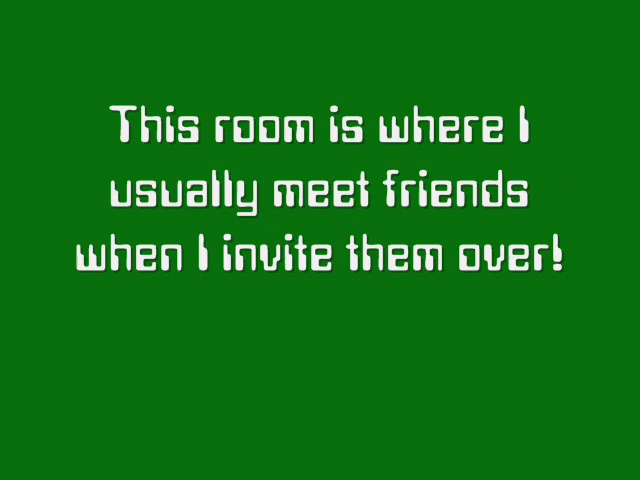 This room is where I
usually meet friends
when I invite them over!